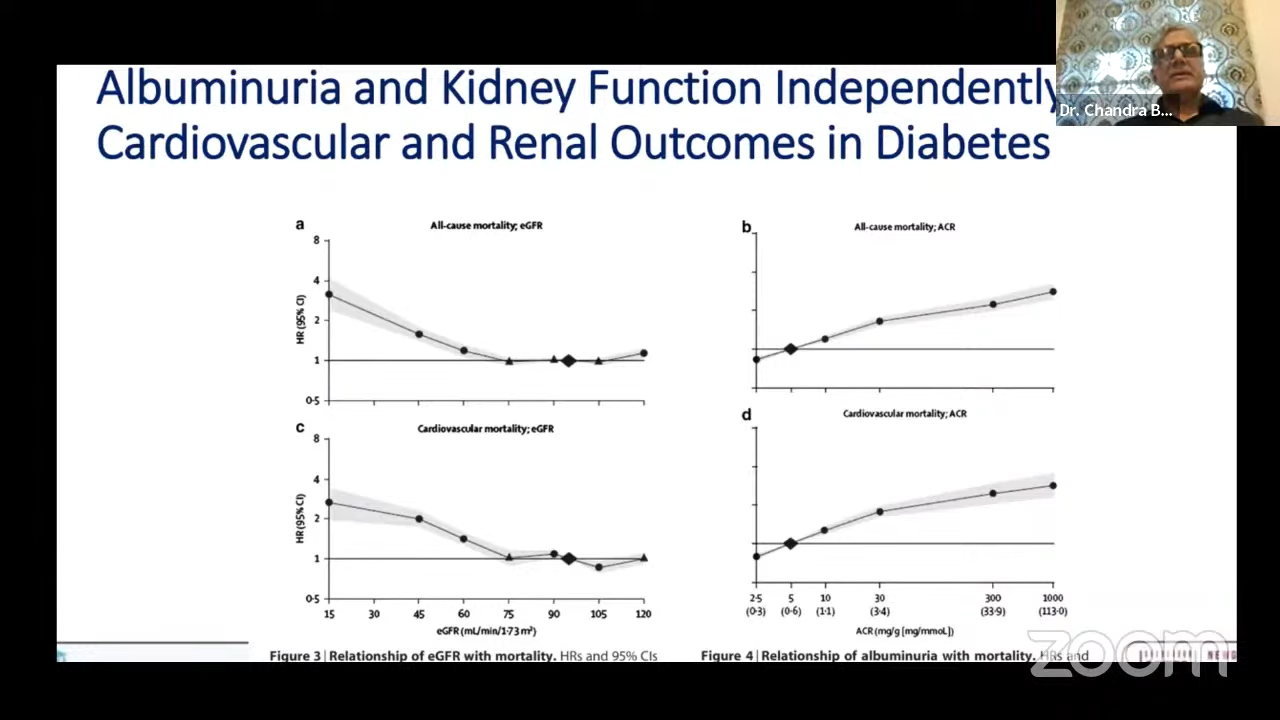 Albuminuria and Kidney Function Independently
Cardiovascular and Renal Outcomes in Diabetes
Dr. Chandra B...
a
All-cause mortality; eGFR
8
4
2
1
0·5
HR (95% CI)
b
All-cause mortality; ACR
c
Cardiovascular mortality; eGFR
8
4
2
1
0·5
HR (95% CI)
15 30 45 60 75 90 105 120
eGFR (mL/min/1·73 m²)
d
Cardiovascular mortality; ACR
2·5 5 10 30 300 1000
(0·3) (0·6) (1·1) (3·4) (33·9) (113·0)
ACR (mg/g [mg/mmoL])
Figure 3 | Relationship of eGFR with mortality. HRs and 95% CIs
Figure 4 | Relationship of albuminuria with mortality. HRs and
zoom